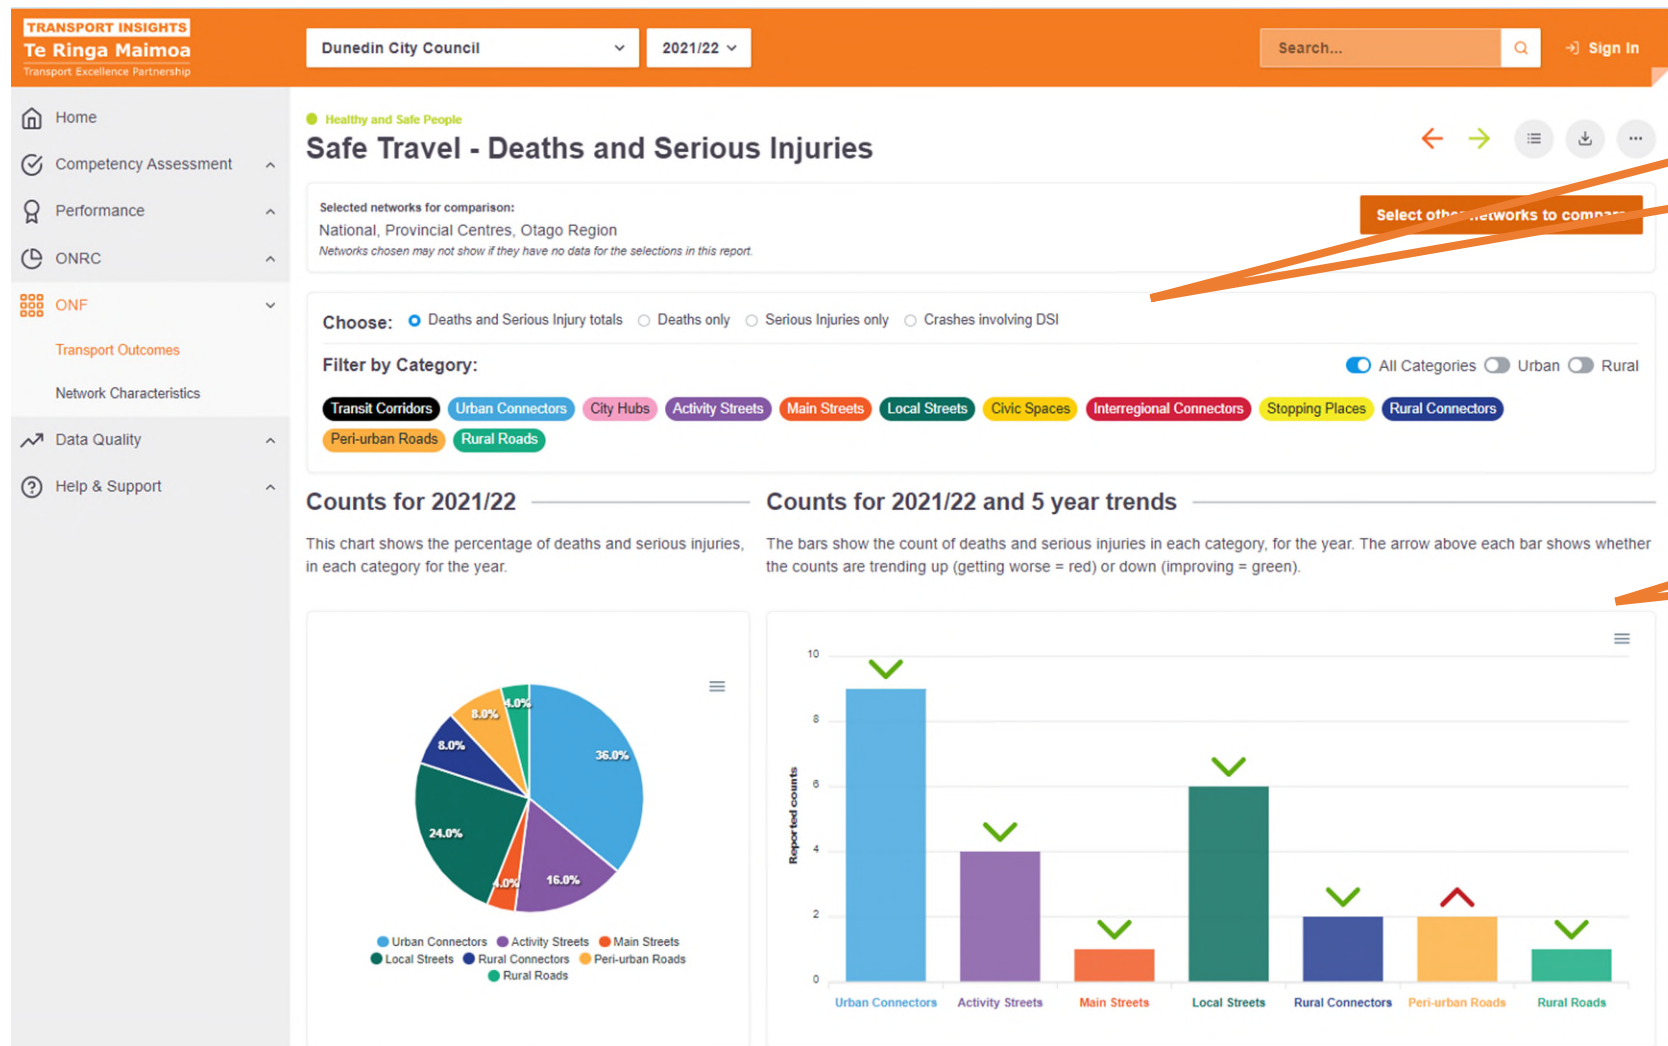 TRANSPORT INSIGHTS
Te Ringa Maimoa
Transport Excellence Partnership
Dunedin City Council
2021/22
Search...
Sign In
Home
Competency Assessment
Performance
ONRC
ONF
Transport Outcomes
Network Characteristics
Data Quality
Help & Support
Healthy and Safe People
Safe Travel - Deaths and Serious Injuries
Selected networks for comparison:
National, Provincial Centres, Otago Region
Networks chosen may not show if they have no data for the selections in this report.
Select other networks to compare
Choose: Deaths and Serious Injury totals Deaths only Serious Injuries only Crashes involving DSI
Filter by Category:
All Categories Urban Rural
Transit Corridors Urban Connectors City Hubs Activity Streets Main Streets Local Streets Civic Spaces Interregional Connectors Stopping Places Rural Connectors
Peri-urban Roads Rural Roads
Counts for 2021/22
This chart shows the percentage of deaths and serious injuries,
in each category for the year.
36.0%
16.0%
4.0%
24.0%
8.0%
8.0%
4.0%
Urban Connectors Activity Streets Main Streets
Local Streets Rural Connectors Peri-urban Roads
Rural Roads
Counts for 2021/22 and 5 year trends
The bars show the count of deaths and serious injuries in each category, for the year. The arrow above each bar shows whether
the counts are trending up (getting worse = red) or down (improving = green).
Reported counts
10
8
6
4
2
0
Urban Connectors Activity Streets Main Streets Local Streets Rural Connectors Peri-urban Roads Rural Roads